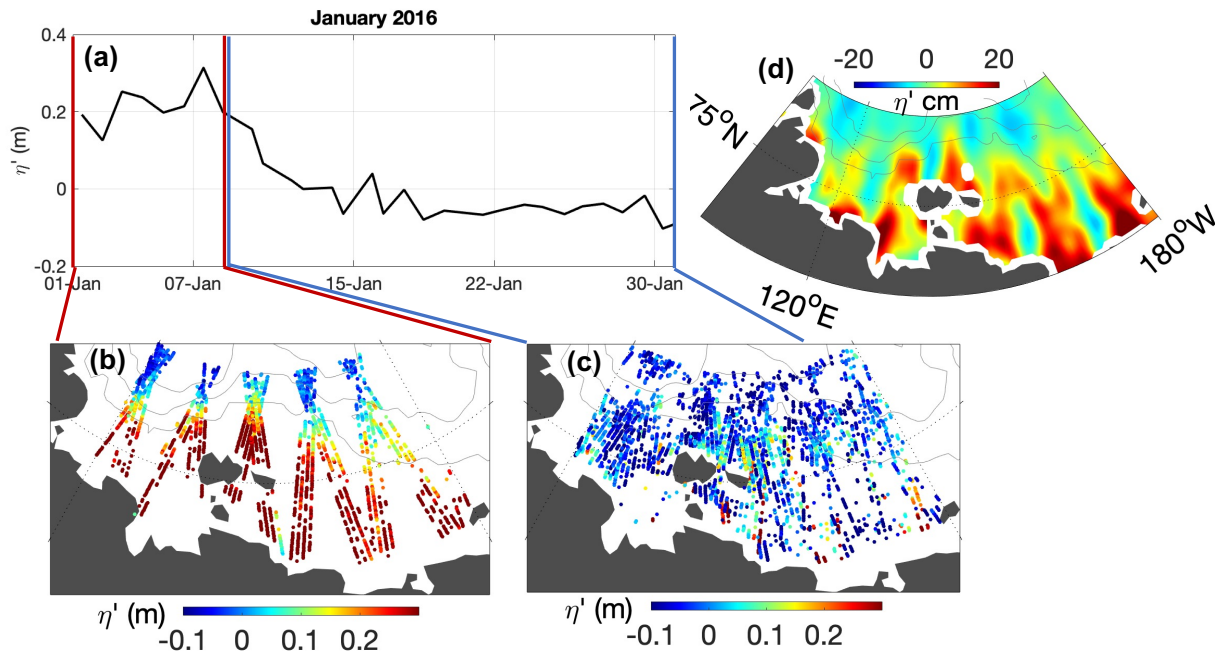 January 2016
(a)
η' (m)
0.4
0.2
0
-0.2
01-Jan 07-Jan 15-Jan 22-Jan 30-Jan
(d)
-20 0 20
η' cm
75°N
120°E
180°W
(b)
η' (m)
-0.1 0 0.1 0.2
(c)
η' (m)
-0.1 0 0.1 0.2